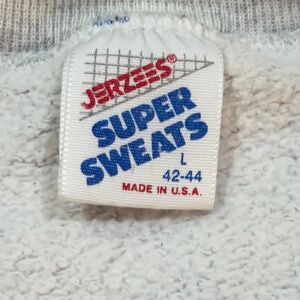 JERZEES®
SUPER
SWEATS
L
42-44
MADE IN U.S.A.